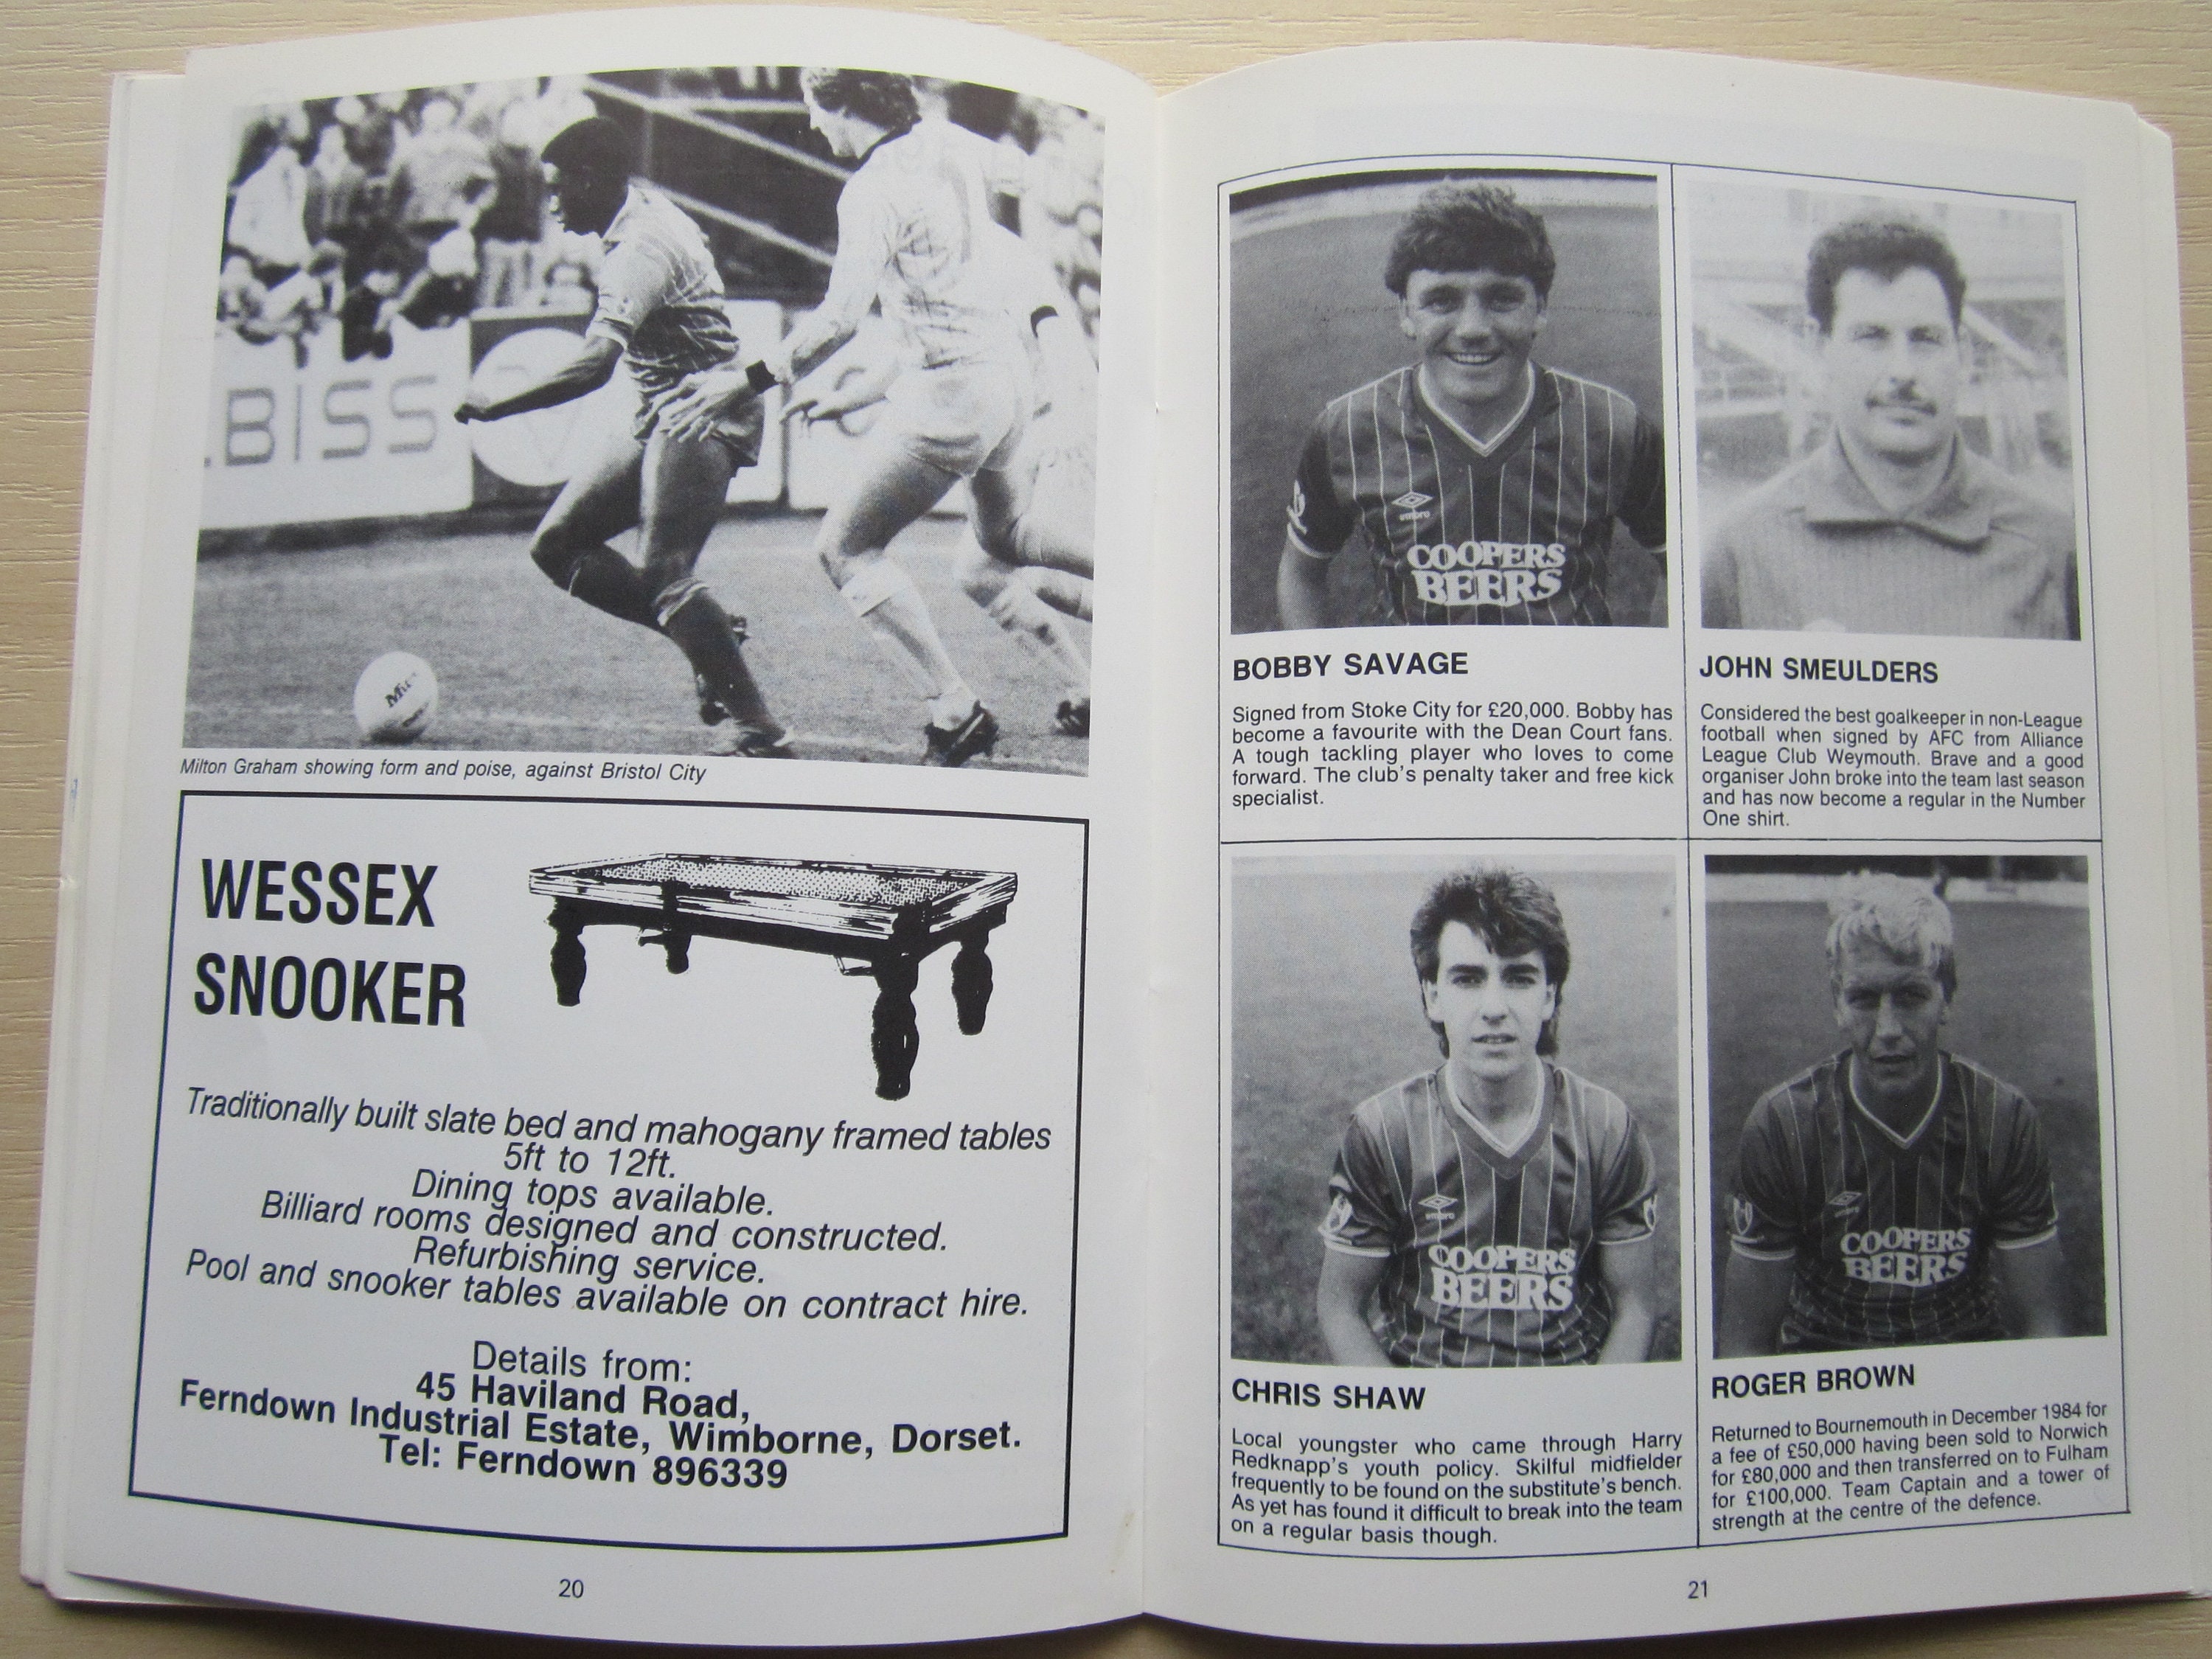 .BISS
Milton Graham showing form and poise, against Bristol City
WESSEX
SNOOKER
Traditionally built slate bed and mahogany framed tables
5ft to 12ft.
Dining tops available.
Billiard rooms designed and constructed.
Refurbishing service.
Pool and snooker tables available on contract hire.
Details from:
45 Haviland Road,
Ferndown Industrial Estate, Wimborne, Dorset.
Tel: Ferndown 896339
20
umbro
COOPERS
BEERS
BOBBY SAVAGE
Signed from Stoke City for £20,000. Bobby has
become a favourite with the Dean Court fans.
A tough tackling player who loves to come
forward. The club's penalty taker and free kick
specialist.
JOHN SMEULDERS
Considered the best goalkeeper in non-League
football when signed by AFC from Alliance
League Club Weymouth. Brave and a good
organiser John broke into the team last season
and has now become a regular in the Number
One shirt.
umbro
COOPERS
BEERS
CHRIS SHAW
Local youngster who came through Harry
Redknapp's youth policy. Skilful midfielder
frequently to be found on the substitute's bench.
As yet has found it difficult to break into the team
on a regular basis though.
umbro
COOPERS
BEERS
ROGER BROWN
Returned to Bournemouth in December 1984 for
a fee of £50,000 having been sold to Norwich
for £80,000 and then transferred on to Fulham
for £100,000. Team Captain and a tower of
strength at the centre of the defence.
21